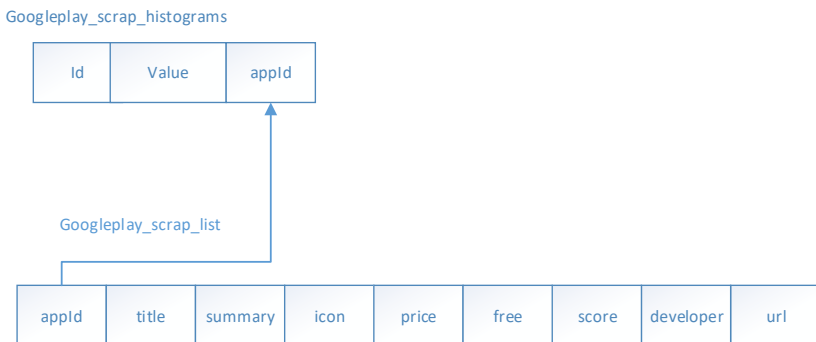 Googleplay_scrap_histograms
Id Value appId
Googleplay_scrap_list
appId title summary icon price free score developer url